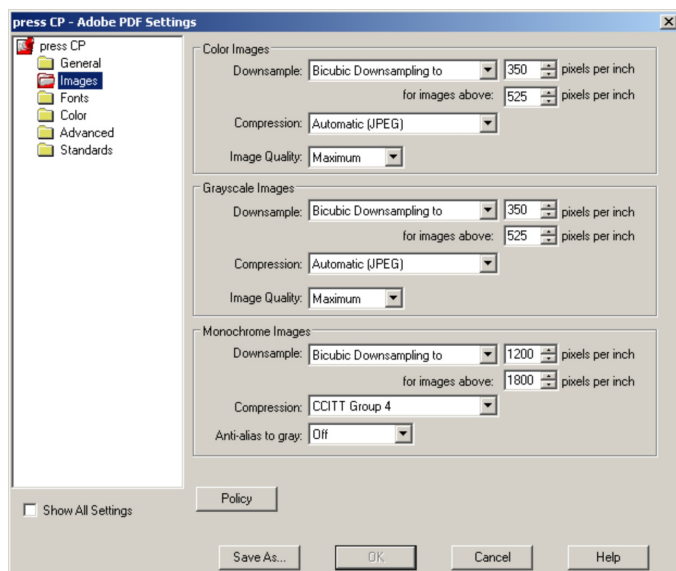 press CP - Adobe PDF Settings
press CP
General
Images
Fonts
Color
Advanced
Standards
Show All Settings
Color Images
Downsample: Bicubic Downsampling to 350 pixels per inch
for images above: 525 pixels per inch
Compression: Automatic (JPEG)
Image Quality: Maximum
Grayscale Images
Downsample: Bicubic Downsampling to 350 pixels per inch
for images above: 525 pixels per inch
Compression: Automatic (JPEG)
Image Quality: Maximum
Monochrome Images
Downsample: Bicubic Downsampling to 1200 pixels per inch
for images above: 1800 pixels per inch
Compression: CCITT Group 4
Anti-alias to gray: Off
Policy
Save As... OK Cancel Help